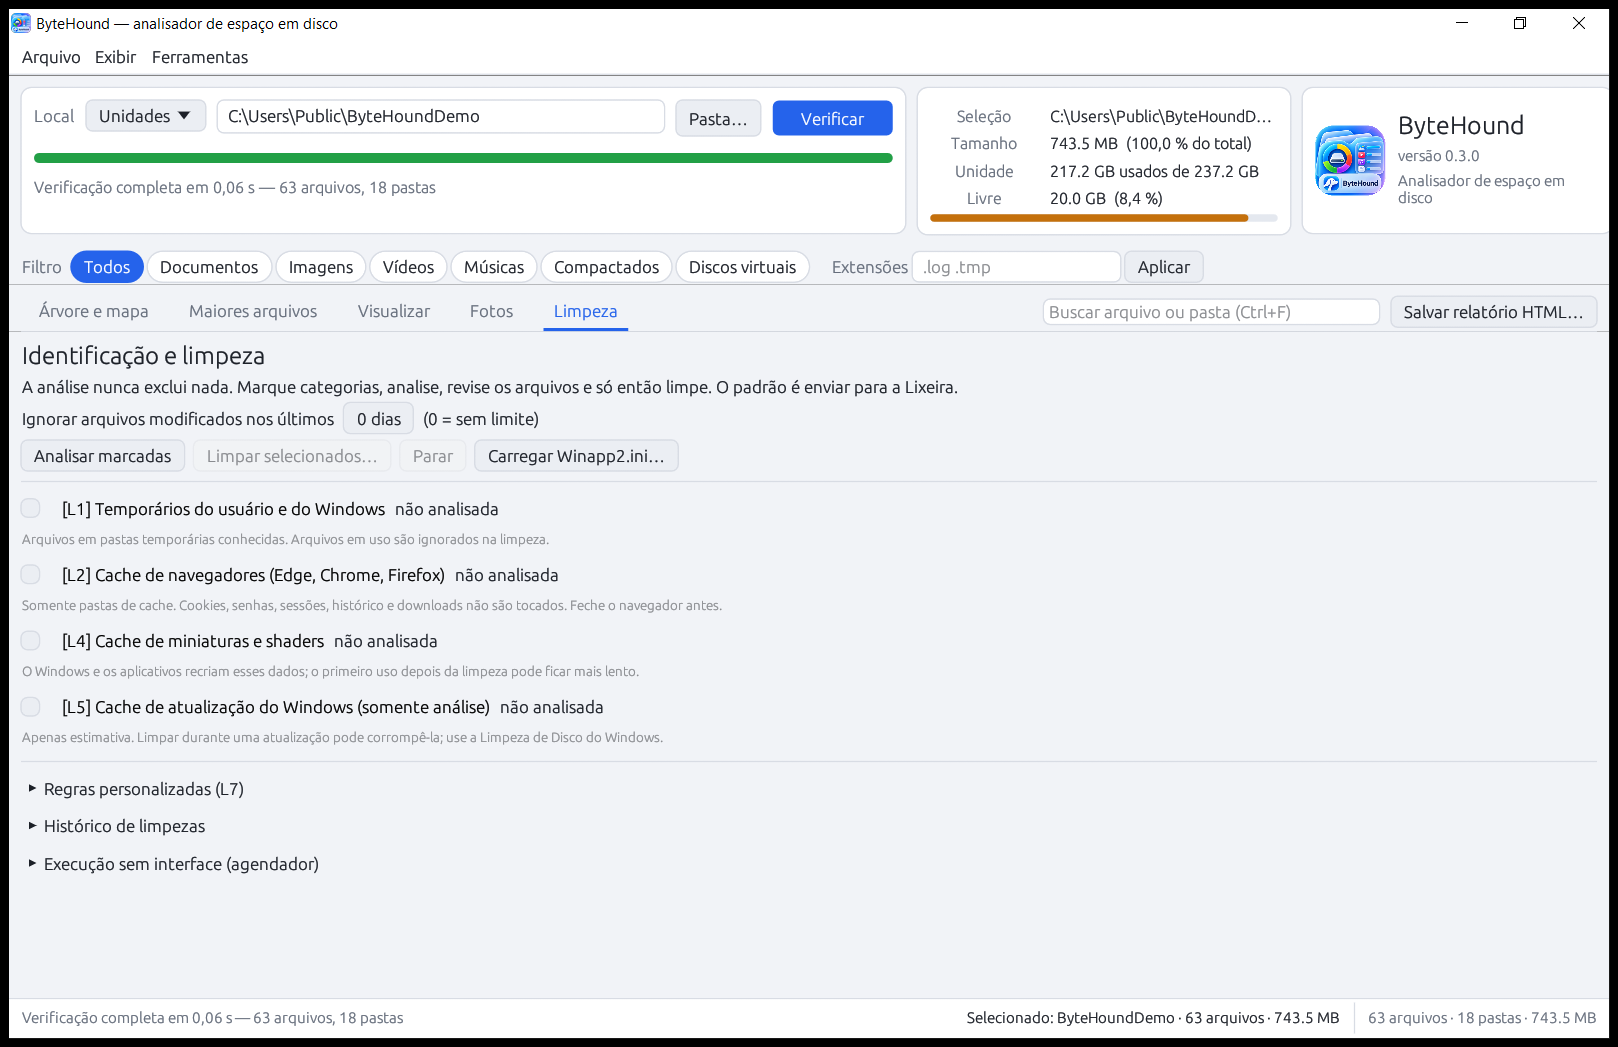 ByteHound — analisador de espaço em disco
Arquivo Exibir Ferramentas
Local Unidades ▼ C:\Users\Public\ByteHoundDemo Pasta... Verificar
Verificação completa em 0,06 s — 63 arquivos, 18 pastas
Seleção C:\Users\Public\ByteHoundD...
Tamanho 743.5 MB (100,0 % do total)
Unidade 217.2 GB usados de 237.2 GB
Livre 20.0 GB (8,4 %)
ByteHound
ByteHound
versão 0.3.0
Analisador de espaço em
disco
Filtro Todos Documentos Imagens Vídeos Músicas Compactados Discos virtuais Extensões .log .tmp Aplicar
Árvore e mapa Maiores arquivos Visualizar Fotos Limpeza Buscar arquivo ou pasta (Ctrl+F) Salvar relatório HTML...
Identificação e limpeza
A análise nunca exclui nada. Marque categorias, analise, revise os arquivos e só então limpe. O padrão é enviar para a Lixeira.
Ignorar arquivos modificados nos últimos 0 dias (0 = sem limite)
Analisar marcadas Limpar selecionados... Parar Carregar Winapp2.ini...
[L1] Temporários do usuário e do Windows não analisada
Arquivos em pastas temporárias conhecidas. Arquivos em uso são ignorados na limpeza.
[L2] Cache de navegadores (Edge, Chrome, Firefox) não analisada
Somente pastas de cache. Cookies, senhas, sessões, histórico e downloads não são tocados. Feche o navegador antes.
[L4] Cache de miniaturas e shaders não analisada
O Windows e os aplicativos recriam esses dados; o primeiro uso depois da limpeza pode ficar mais lento.
[L5] Cache de atualização do Windows (somente análise) não analisada
Apenas estimativa. Limpar durante uma atualização pode corrompê-la; use a Limpeza de Disco do Windows.
Regras personalizadas (L7)
Histórico de limpezas
Execução sem interface (agendador)
Verificação completa em 0,06 s — 63 arquivos, 18 pastas Selecionado: ByteHoundDemo · 63 arquivos · 743.5 MB 63 arquivos · 18 pastas · 743.5 MB